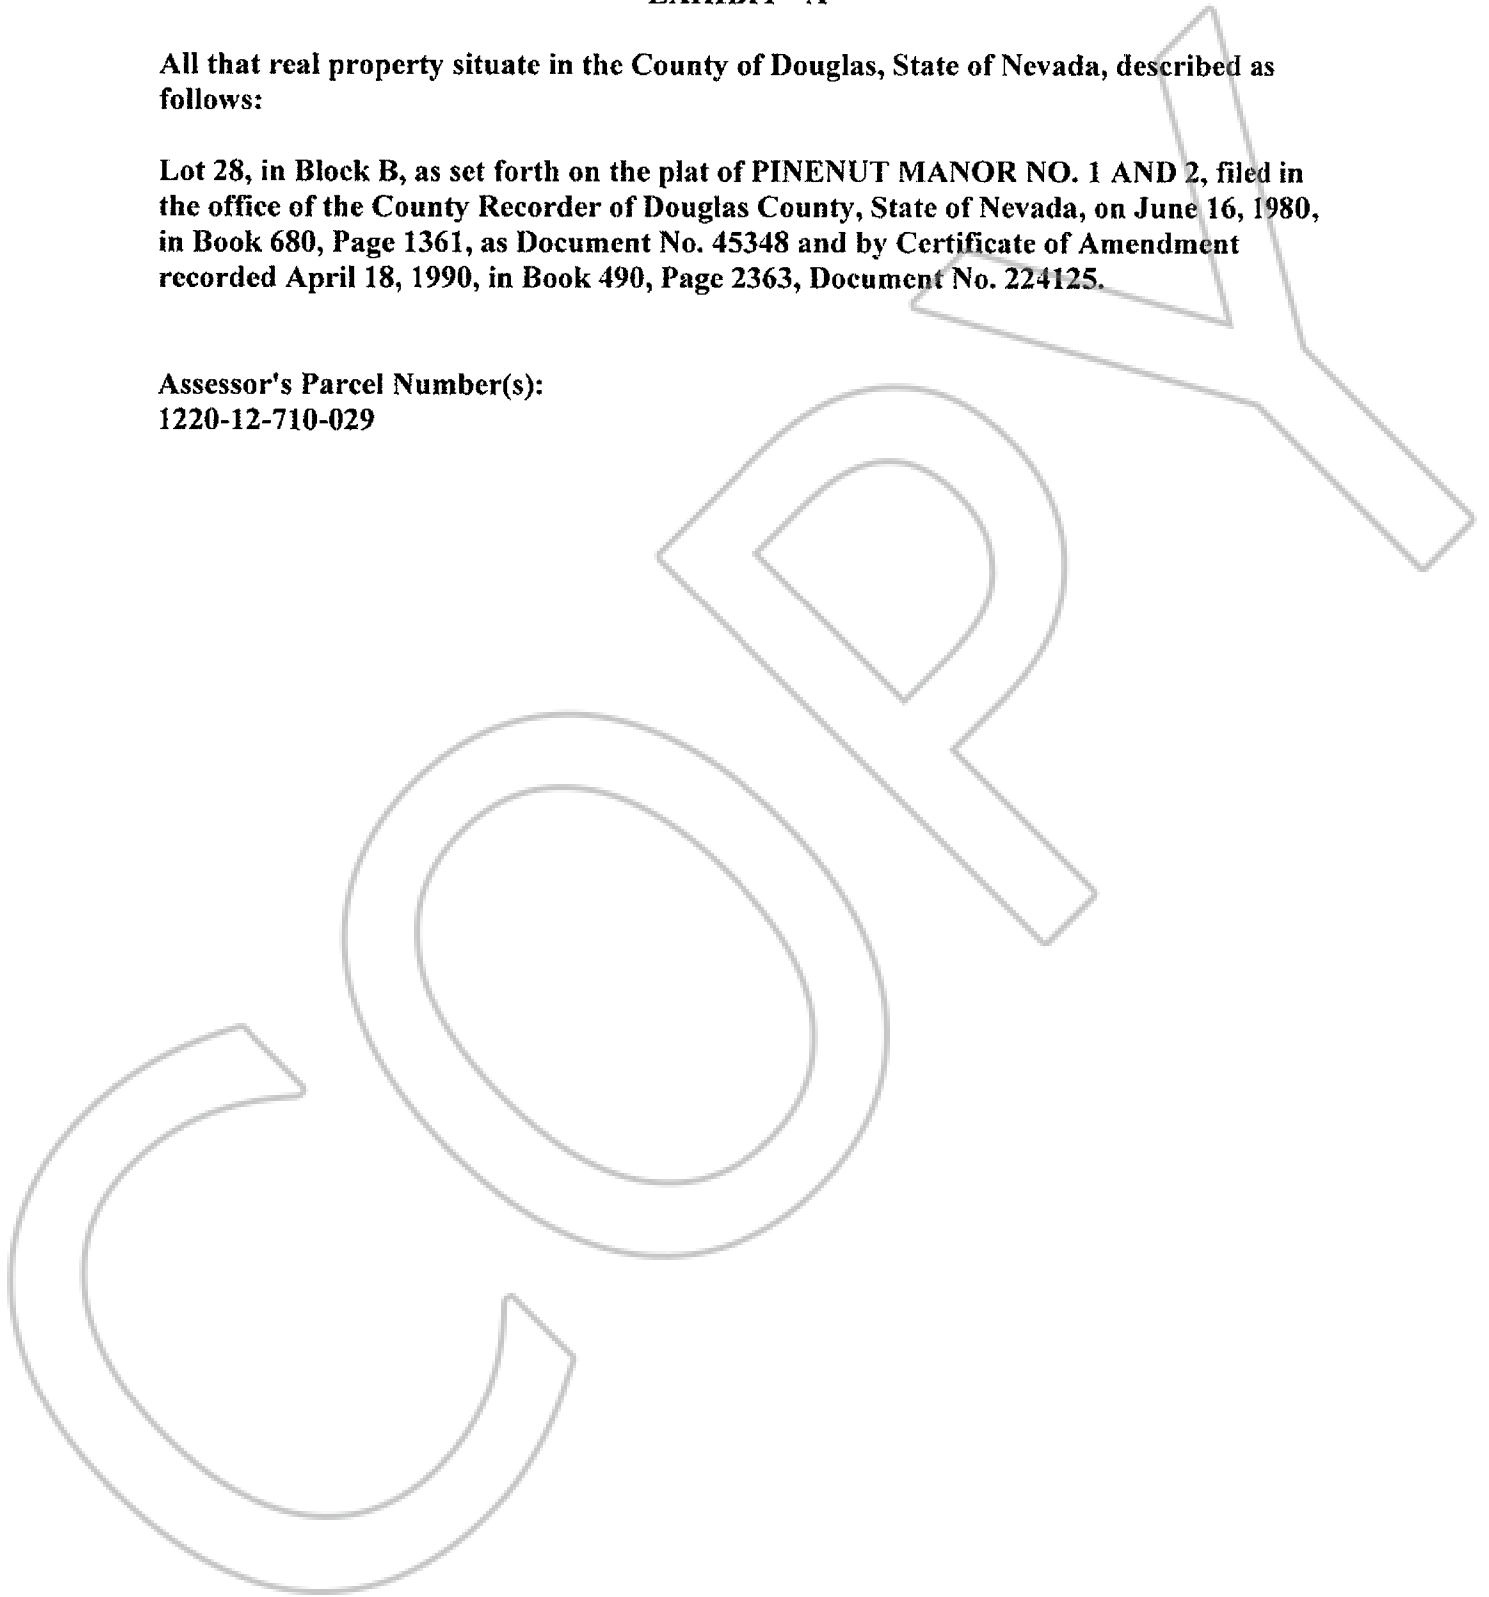 EXHIBIT "A"
All that real property situate in the County of Douglas, State of Nevada, described as
follows:
Lot 28, in Block B, as set forth on the plat of PINENUT MANOR NO. 1 AND 2, filed in
the office of the County Recorder of Douglas County, State of Nevada, on June 16, 1980,
in Book 680, Page 1361, as Document No. 45348 and by Certificate of Amendment
recorded April 18, 1990, in Book 490, Page 2363, Document No. 224125.
Assessor's Parcel Number(s):
1220-12-710-029
COPY